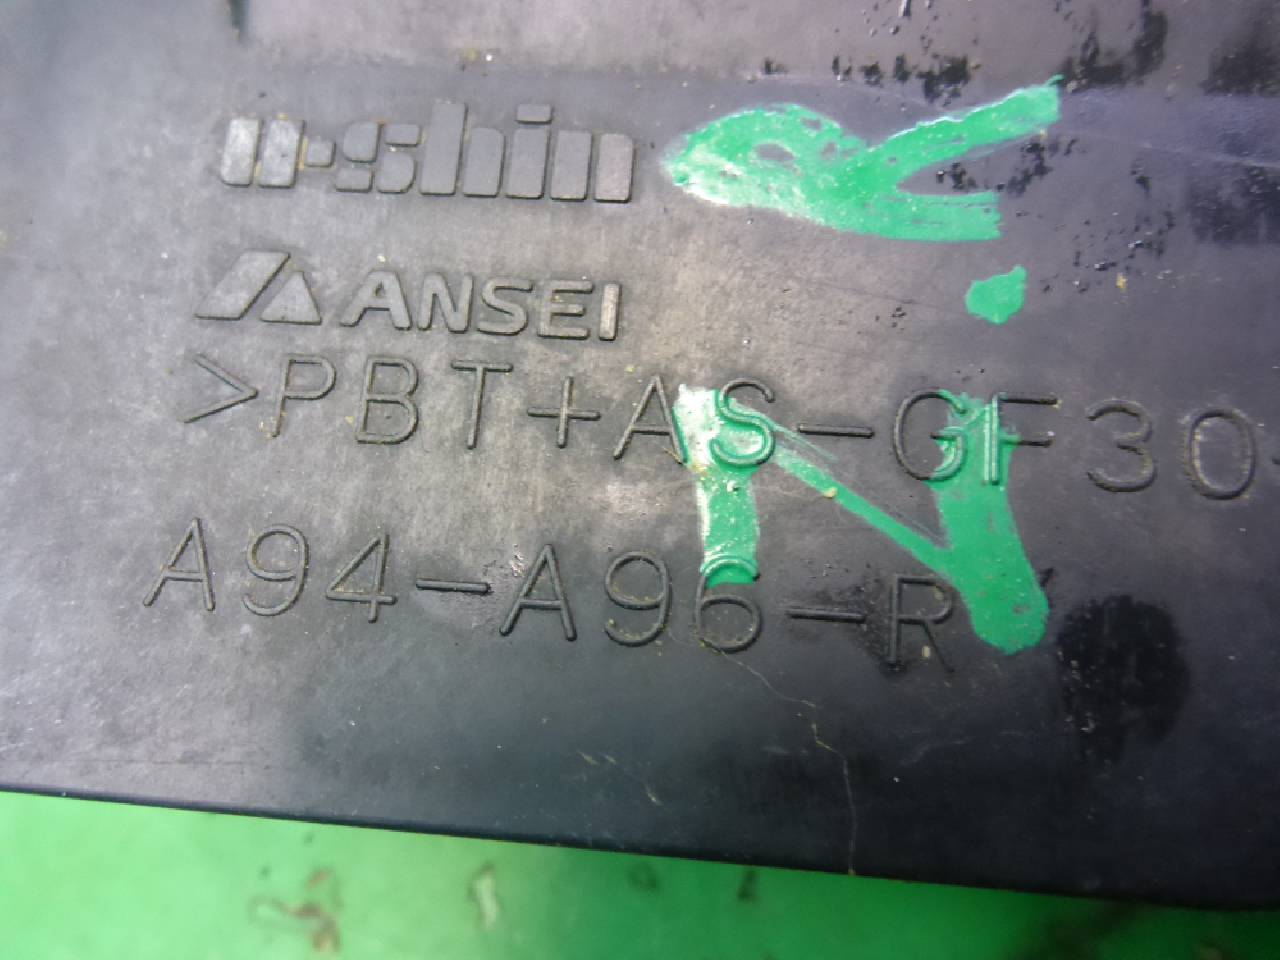 u-shin
ANSEI
>PBT+AS-GF30
A94-A96-R